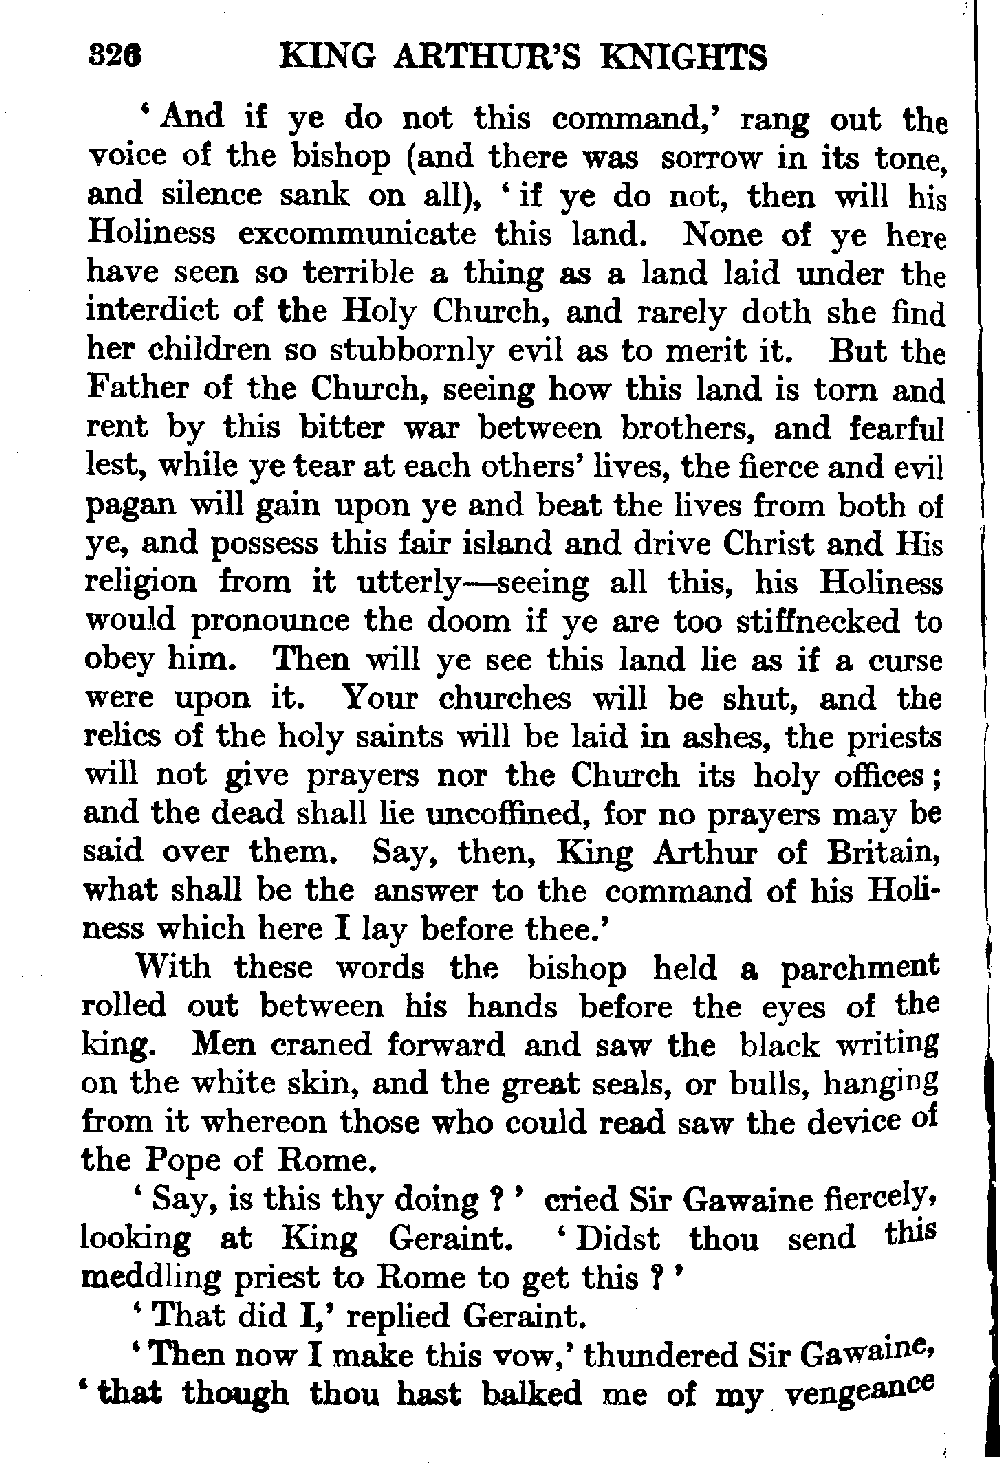 326 KING ARTHUR'S KNIGHTS
‘ And if ye do not this command,’ rang out the
voice of the bishop (and there was sorrow in its tone,
and silence sank on all), ‘ if ye do not, then will his
Holiness excommunicate this land. None of ye here
have seen so terrible a thing as a land laid under the
interdict of the Holy Church, and rarely doth she find
her children so stubbornly evil as to merit it. But the
Father of the Church, seeing how this land is torn and
rent by this bitter war between brothers, and fearful
lest, while ye tear at each others’ lives, the fierce and evil
pagan will gain upon ye and beat the lives from both of
ye, and possess this fair island and drive Christ and His
religion from it utterly—seeing all this, his Holiness
would pronounce the doom if ye are too stiffnecked to
obey him. Then will ye see this land lie as if a curse
were upon it. Your churches will be shut, and the
relics of the holy saints will be laid in ashes, the priests
will not give prayers nor the Church its holy offices ;
and the dead shall lie uncoffined, for no prayers may be
said over them. Say, then, King Arthur of Britain,
what shall be the answer to the command of his Holi-
ness which here I lay before thee.’
With these words the bishop held a parchment
rolled out between his hands before the eyes of the
king. Men craned forward and saw the black writing
on the white skin, and the great seals, or bulls, hanging
from it whereon those who could read saw the device of
the Pope of Rome.
‘ Say, is this thy doing ? ’ cried Sir Gawaine fiercely,
looking at King Geraint. ‘ Didst thou send this
meddling priest to Rome to get this ? ’
‘ That did I,’ replied Geraint.
‘ Then now I make this vow,’ thundered Sir Gawaine,
‘ that though thou hast balked me of my vengeance